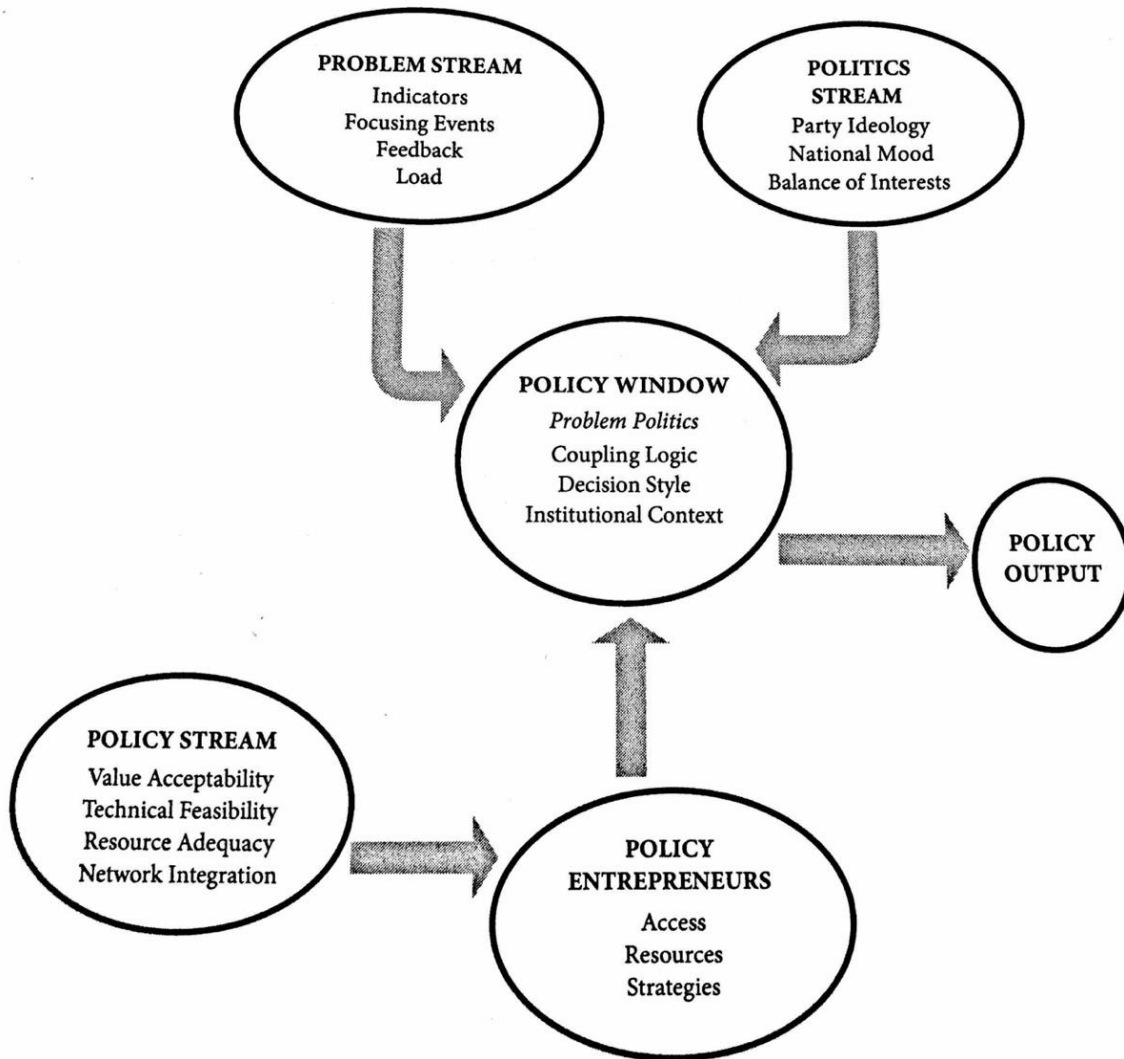 PROBLEM STREAM
Indicators
Focusing Events
Feedback
Load
POLITICS
STREAM
Party Ideology
National Mood
Balance of Interests
POLICY WINDOW
Problem Politics
Coupling Logic
Decision Style
Institutional Context
POLICY
OUTPUT
POLICY STREAM
Value Acceptability
Technical Feasibility
Resource Adequacy
Network Integration
POLICY
ENTREPRENEURS
Access
Resources
Strategies